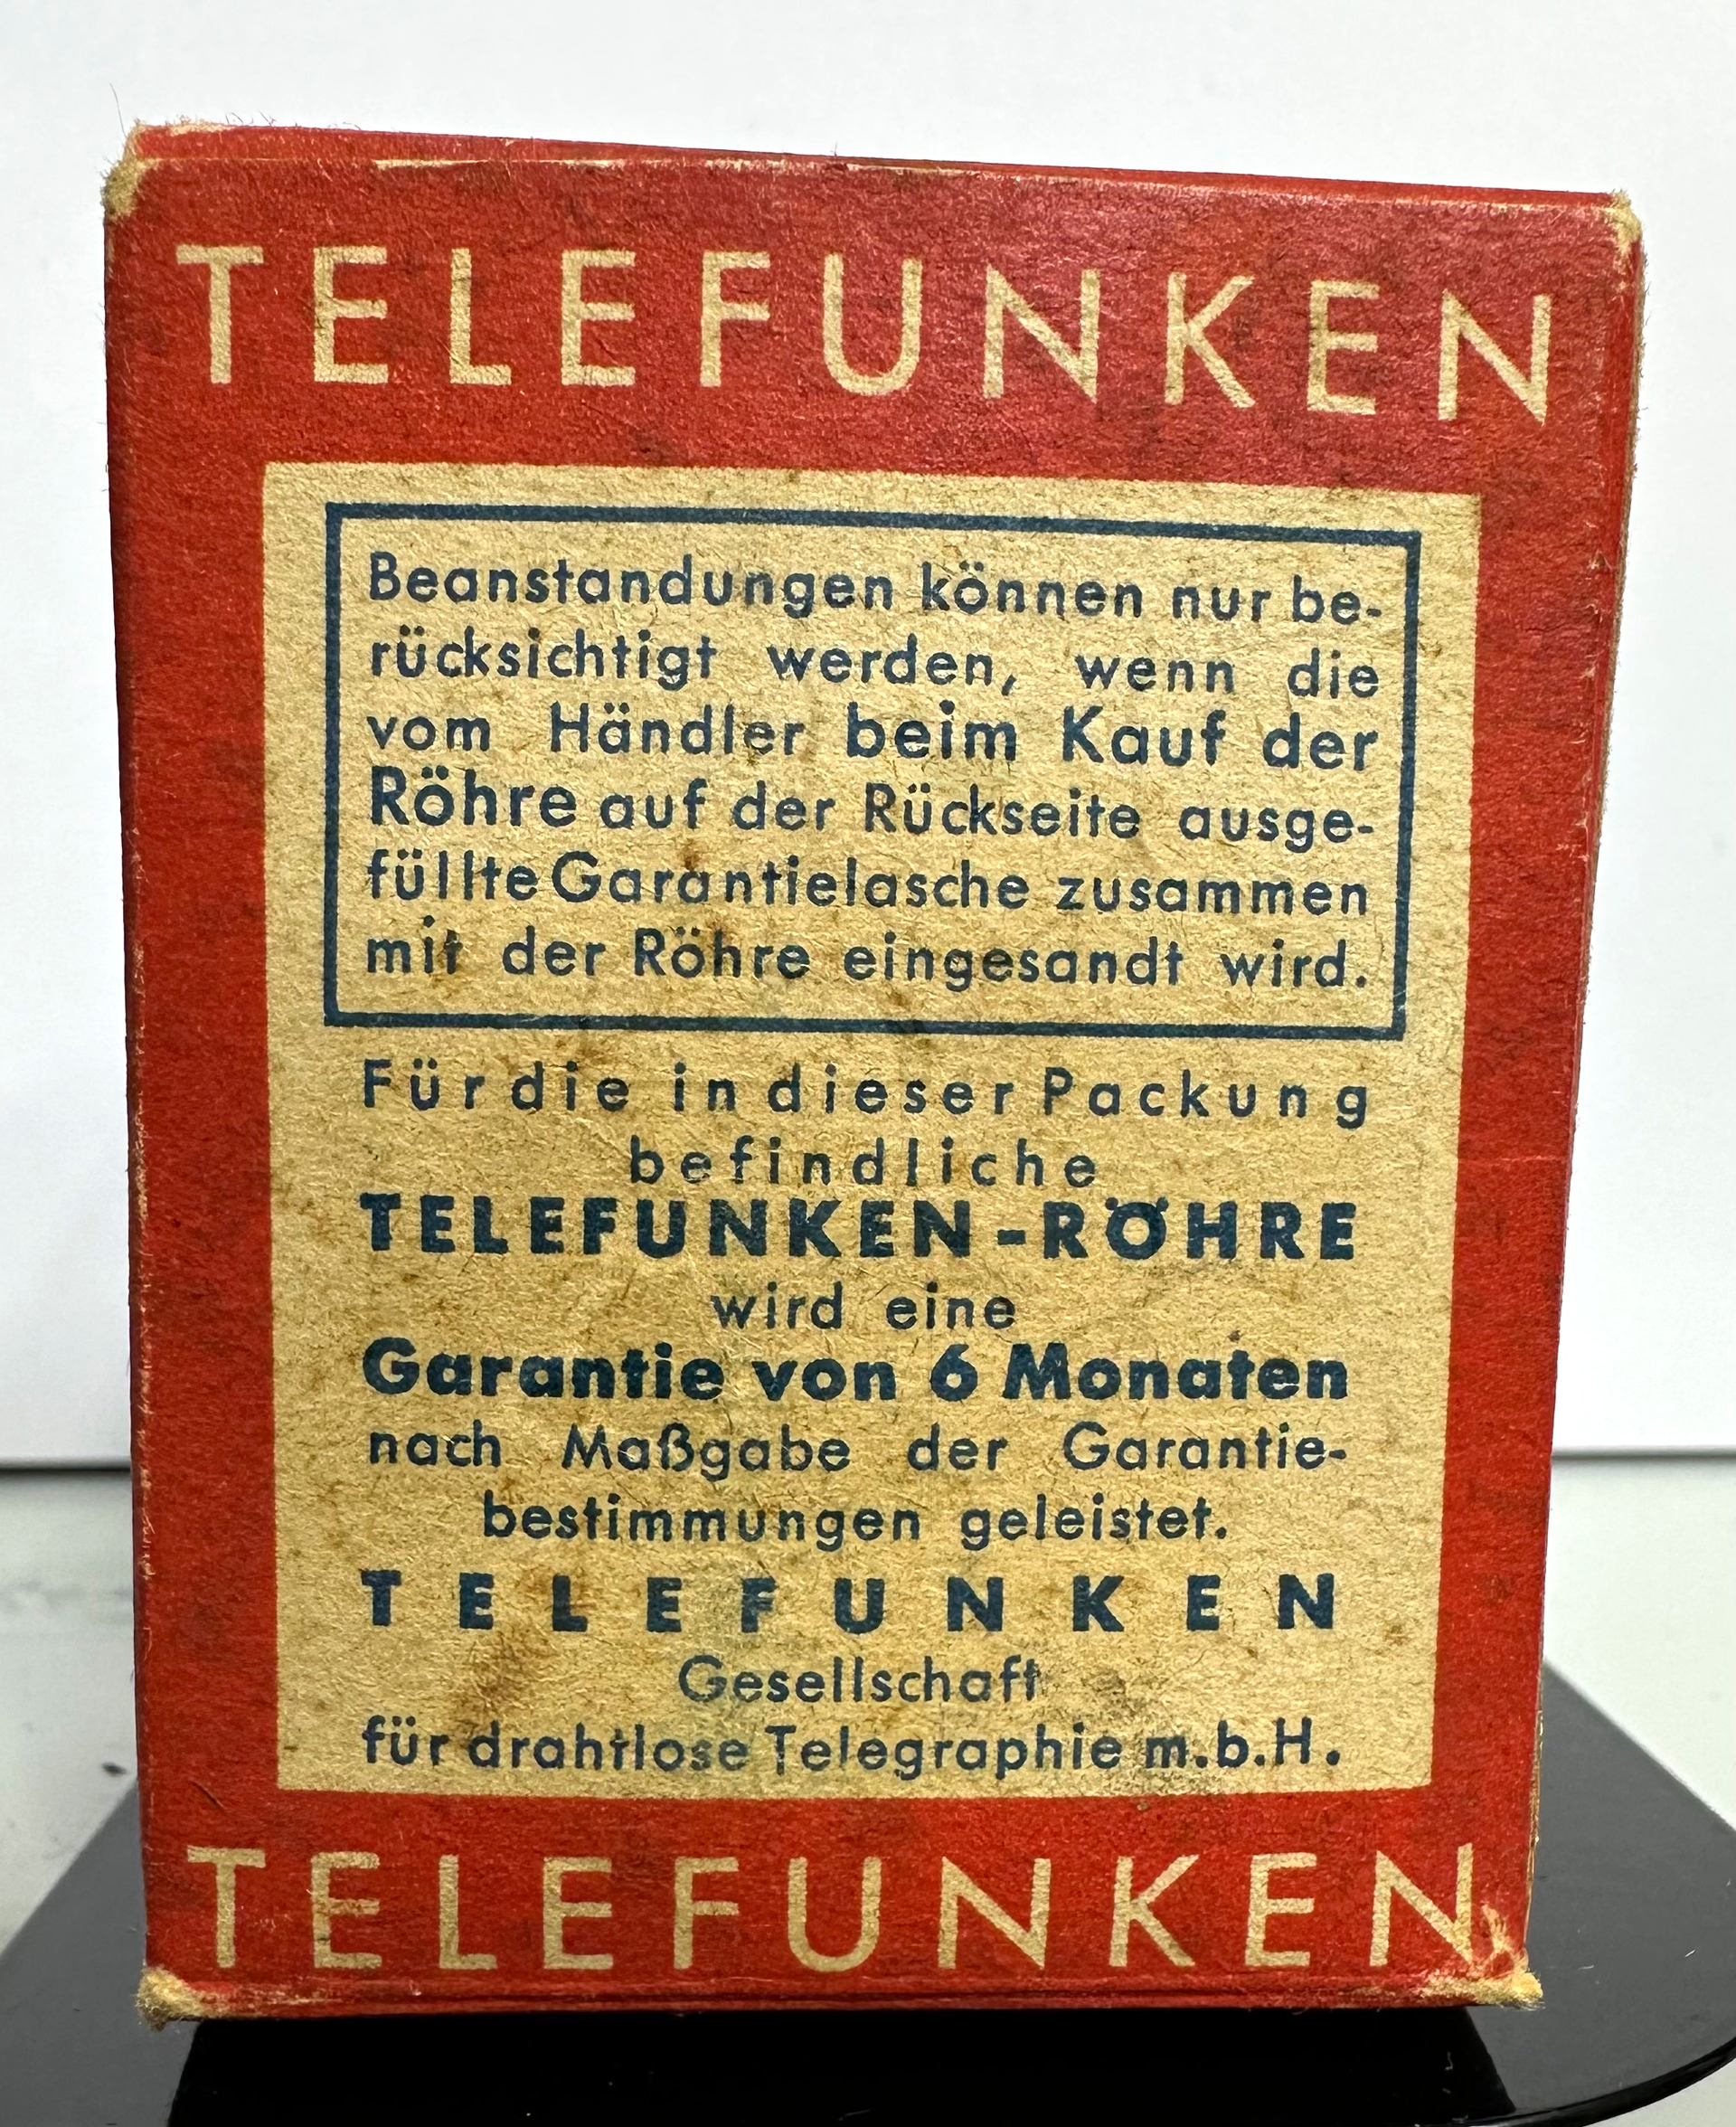 TELEFUNKEN
Beanstandungen können nur be-
rücksichtigt werden, wenn die
vom Händler beim Kauf der
Röhre auf der Rückseite ausge-
füllte Garantielasche zusammen
mit der Röhre eingesandt wird.
Für die in dieser Packung
befindliche
TELEFUNKEN-RÖHRE
wird eine
Garantie von 6 Monaten
nach Maßgabe der Garantie-
bestimmungen geleistet.
TELEFUNKEN
Gesellschaft
für drahtlose Telegraphie m.b.H.
TELEFUNKEN